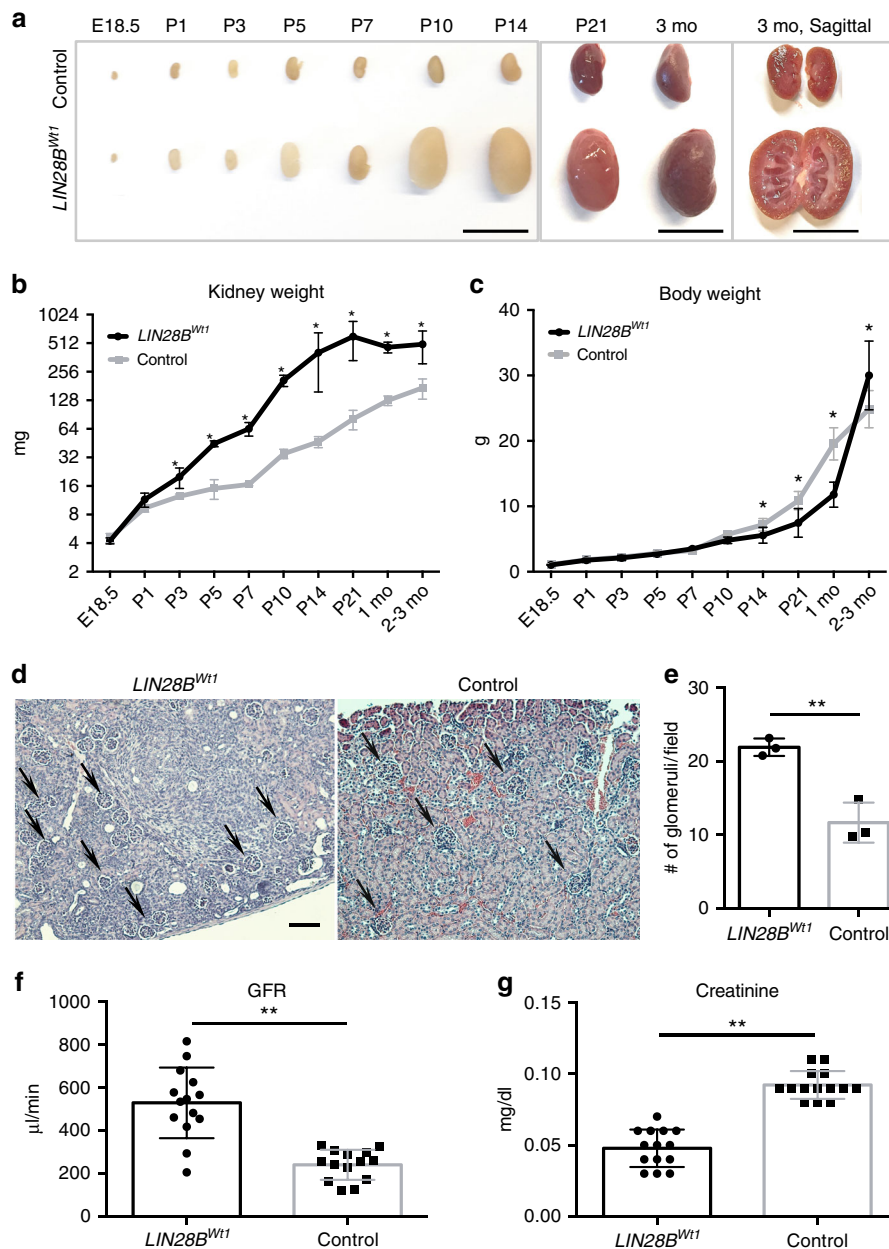 a
E18.5 P1 P3 P5 P7 P10 P14 P21 3 mo 3 mo, Sagittal
Control
LIN28B^Wt1
b
Kidney weight
1024
512
256
128
64
32
16
8
4
2
mg
LIN28B^Wt1
Control
* * * * * * * *
E18.5 P1 P3 P5 P7 P10 P14 P21 1 mo 2-3 mo
c
Body weight
40
30
20
10
0
g
LIN28B^Wt1
Control
* * * *
E18.5 P1 P3 P5 P7 P10 P14 P21 1 mo 2-3 mo
d
LIN28B^Wt1 Control
e
30
20
10
0
# of glomeruli/field
**
LIN28B^Wt1 Control
f
GFR
1000
800
600
400
200
0
µl/min
**
LIN28B^Wt1 Control
g
Creatinine
0.15
0.10
0.05
0.00
mg/dl
**
LIN28B^Wt1 Control